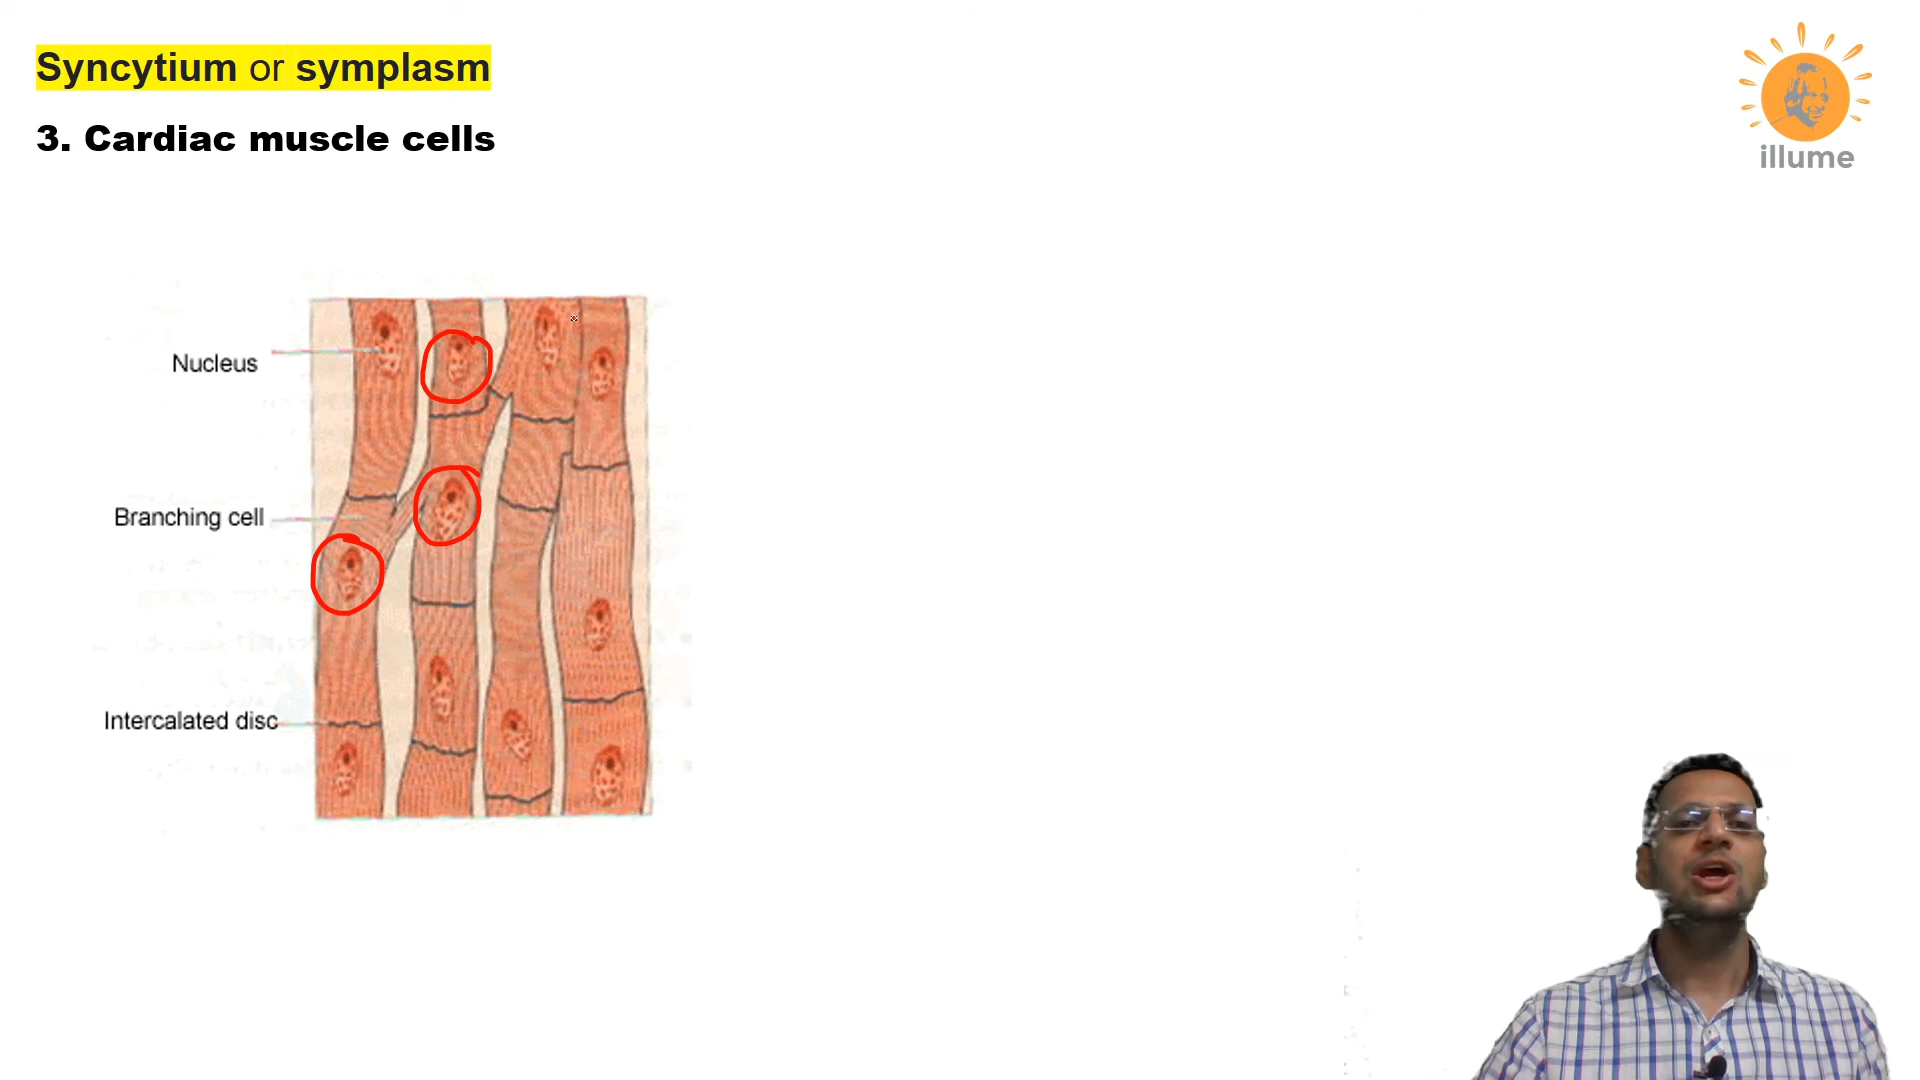 Syncytium or symplasm
3. Cardiac muscle cells
illume
Nucleus
Branching cell
Intercalated disc